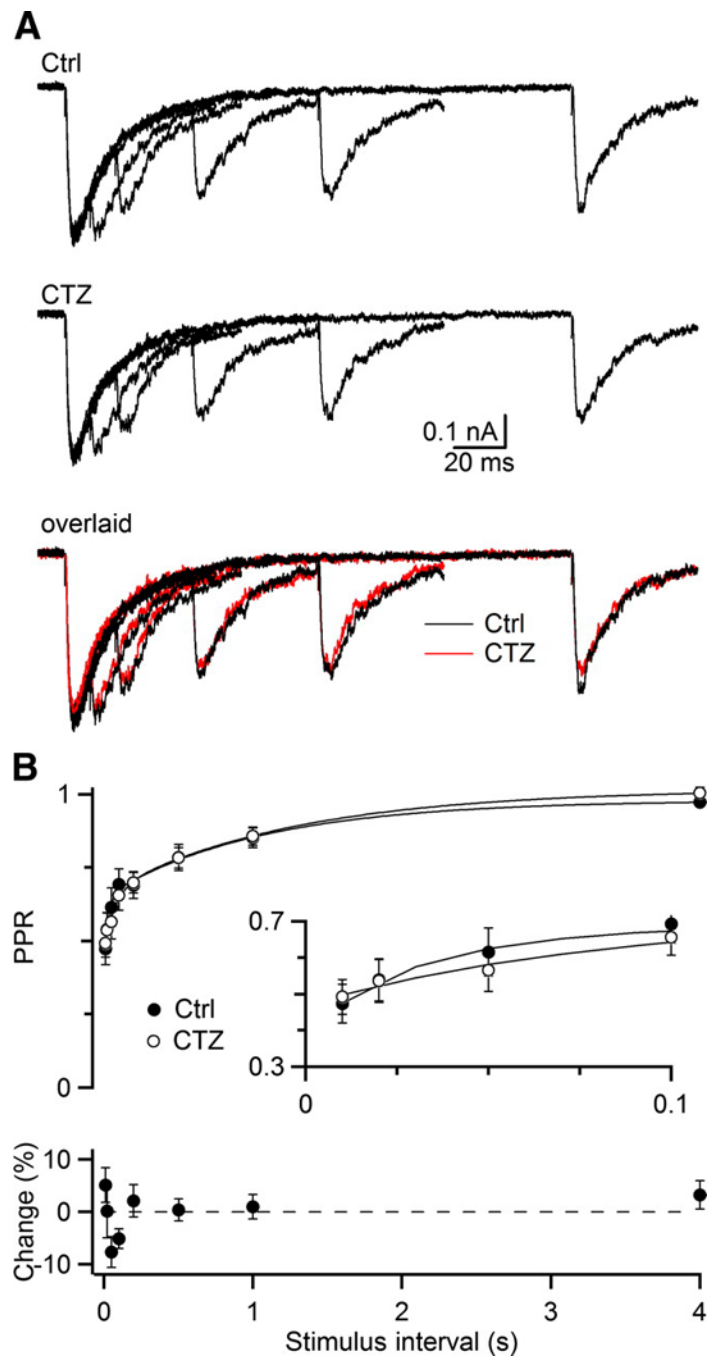 A
Ctrl
CTZ
0.1 nA
20 ms
overlaid
Ctrl
CTZ
B
1
PPR
0
Ctrl
CTZ
0.7
0.3
0
0.1
Change (%)
10
0
-10
0
1
2
3
4
Stimulus interval (s)